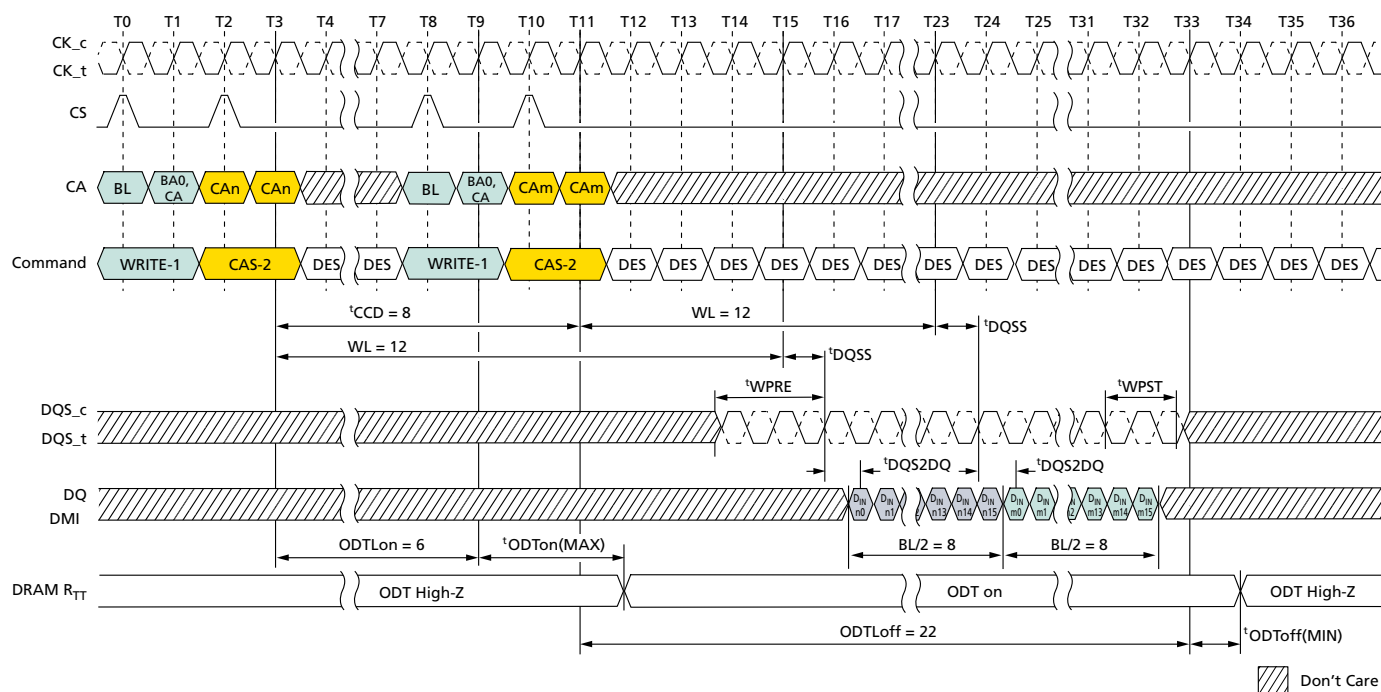 T0 T1 T2 T3 T4 T7 T8 T9 T10 T11 T12 T13 T14 T15 T16 T17 T23 T24 T25 T31 T32 T33 T34 T35 T36
CK_c
CK_t
CS
CA BL BA0, CA CAn CAn BL BA0, CA CAm CAm
Command WRITE-1 CAS-2 DES DES WRITE-1 CAS-2 DES DES DES DES DES DES DES DES DES DES DES DES DES DES DES
tCCD = 8 WL = 12 tDQSS
WL = 12 tDQSS
tWPRE tWPST
DQS_c
DQS_t
tDQS2DQ tDQS2DQ
DQ
DMI
DIN n0 DIN n1 DIN n13 DIN n14 DIN n15 DIN m0 DIN m1 DIN m13 DIN m14 DIN m15
ODTLon = 6 tODTon(MAX) BL/2 = 8 BL/2 = 8
DRAM RTT ODT High-Z ODT on ODT High-Z
ODTLoff = 22 tODToff(MIN)
Don't Care